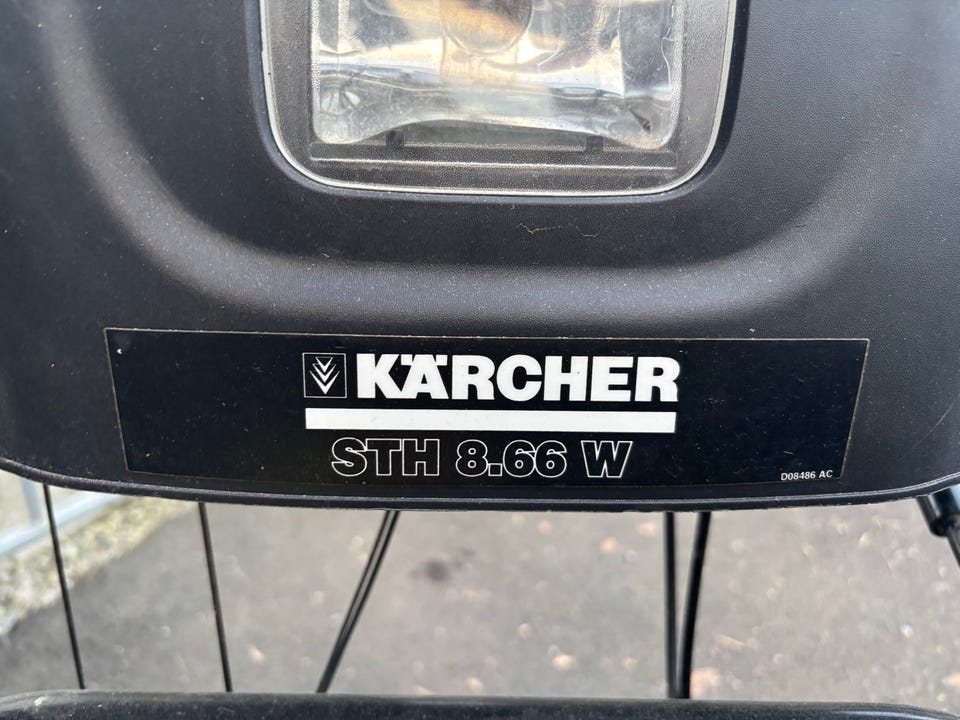 KÄRCHER
STH 8.66 W
D08486 AC